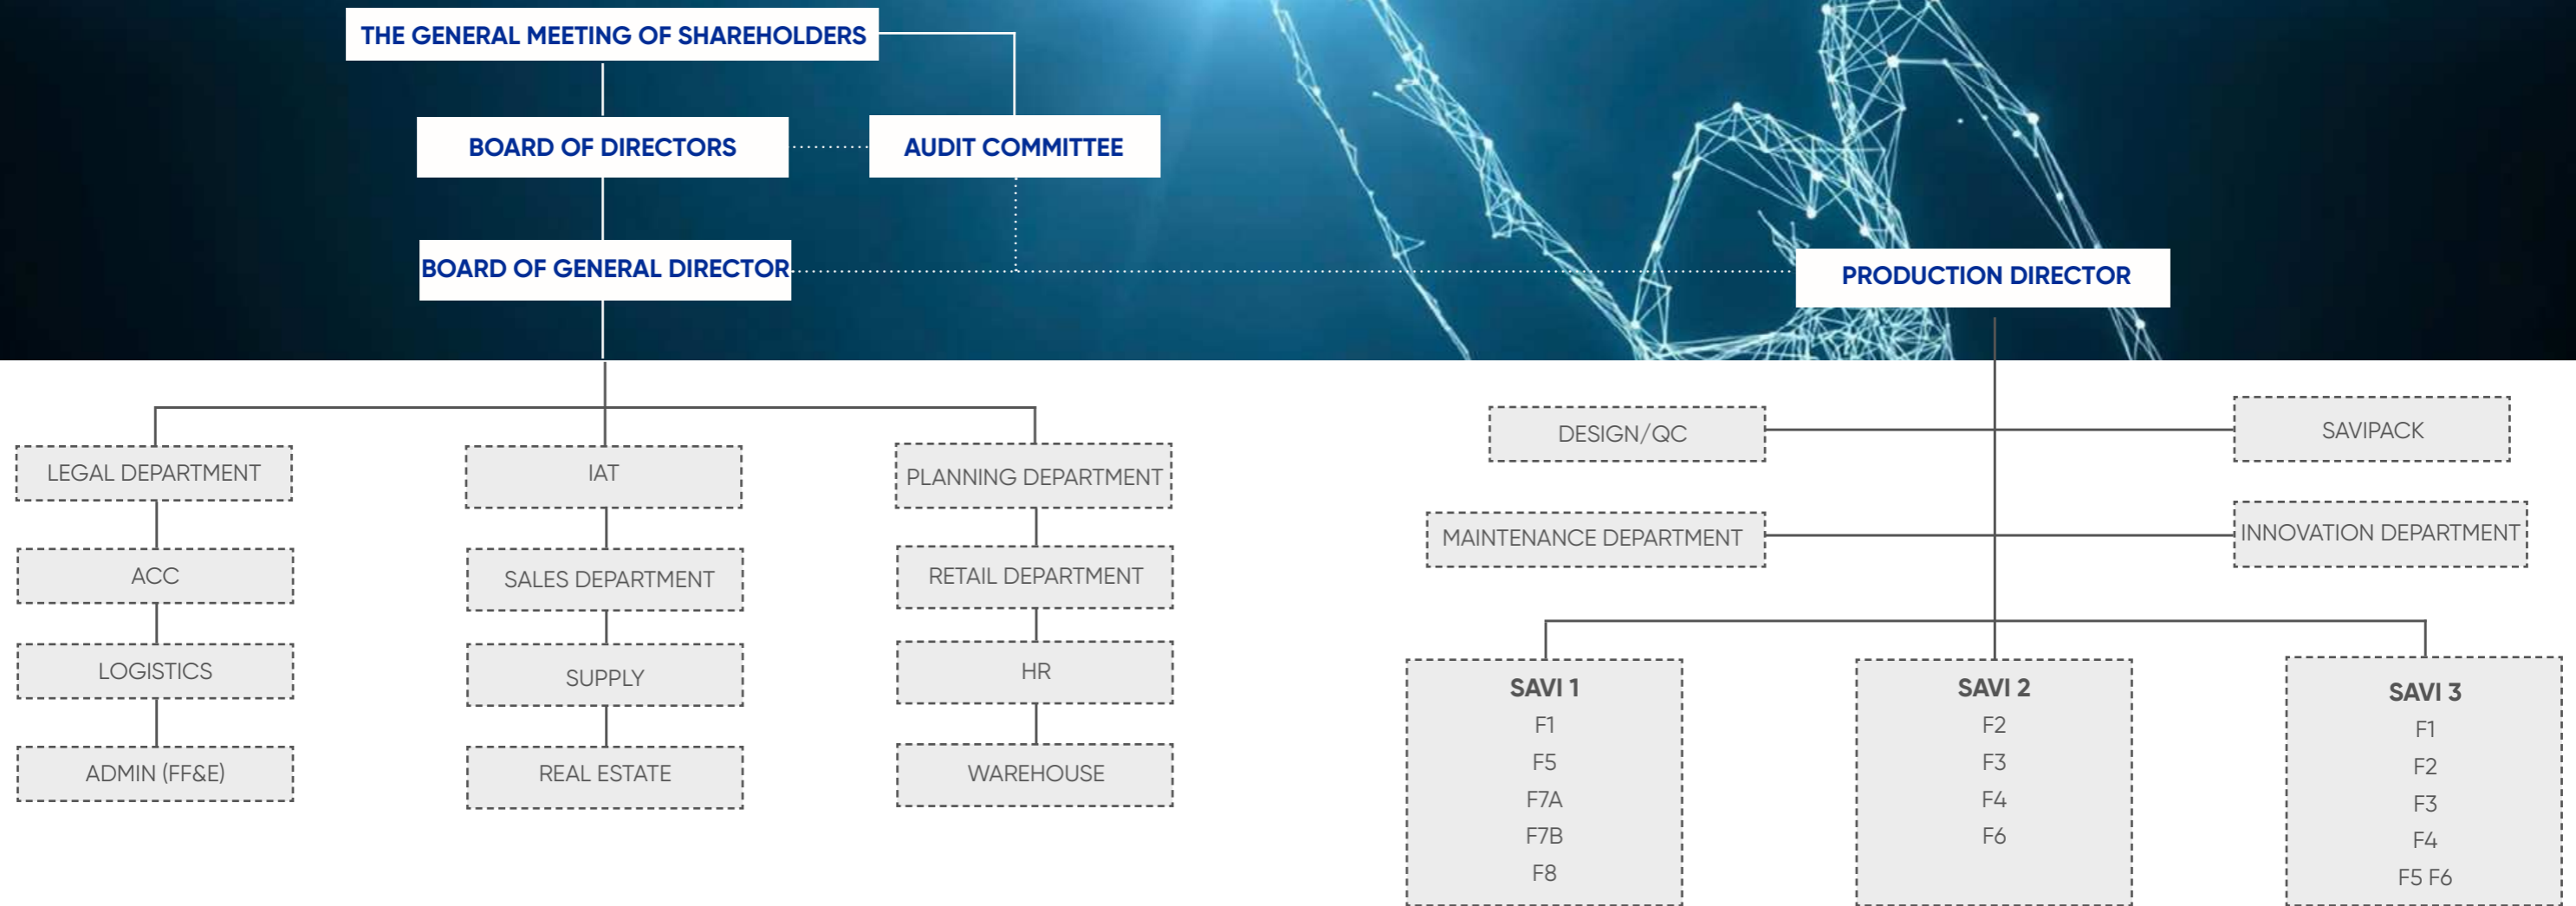 THE GENERAL MEETING OF SHAREHOLDERS
BOARD OF DIRECTORS
AUDIT COMMITTEE
BOARD OF GENERAL DIRECTOR
PRODUCTION DIRECTOR
LEGAL DEPARTMENT
ACC
LOGISTICS
ADMIN (FF&E)
IAT
SALES DEPARTMENT
SUPPLY
REAL ESTATE
PLANNING DEPARTMENT
RETAIL DEPARTMENT
HR
WAREHOUSE
DESIGN/QC
SAVIPACK
MAINTENANCE DEPARTMENT
INNOVATION DEPARTMENT
SAVI 1
F1
F5
F7A
F7B
F8
SAVI 2
F2
F3
F4
F6
SAVI 3
F1
F2
F3
F4
F5 F6